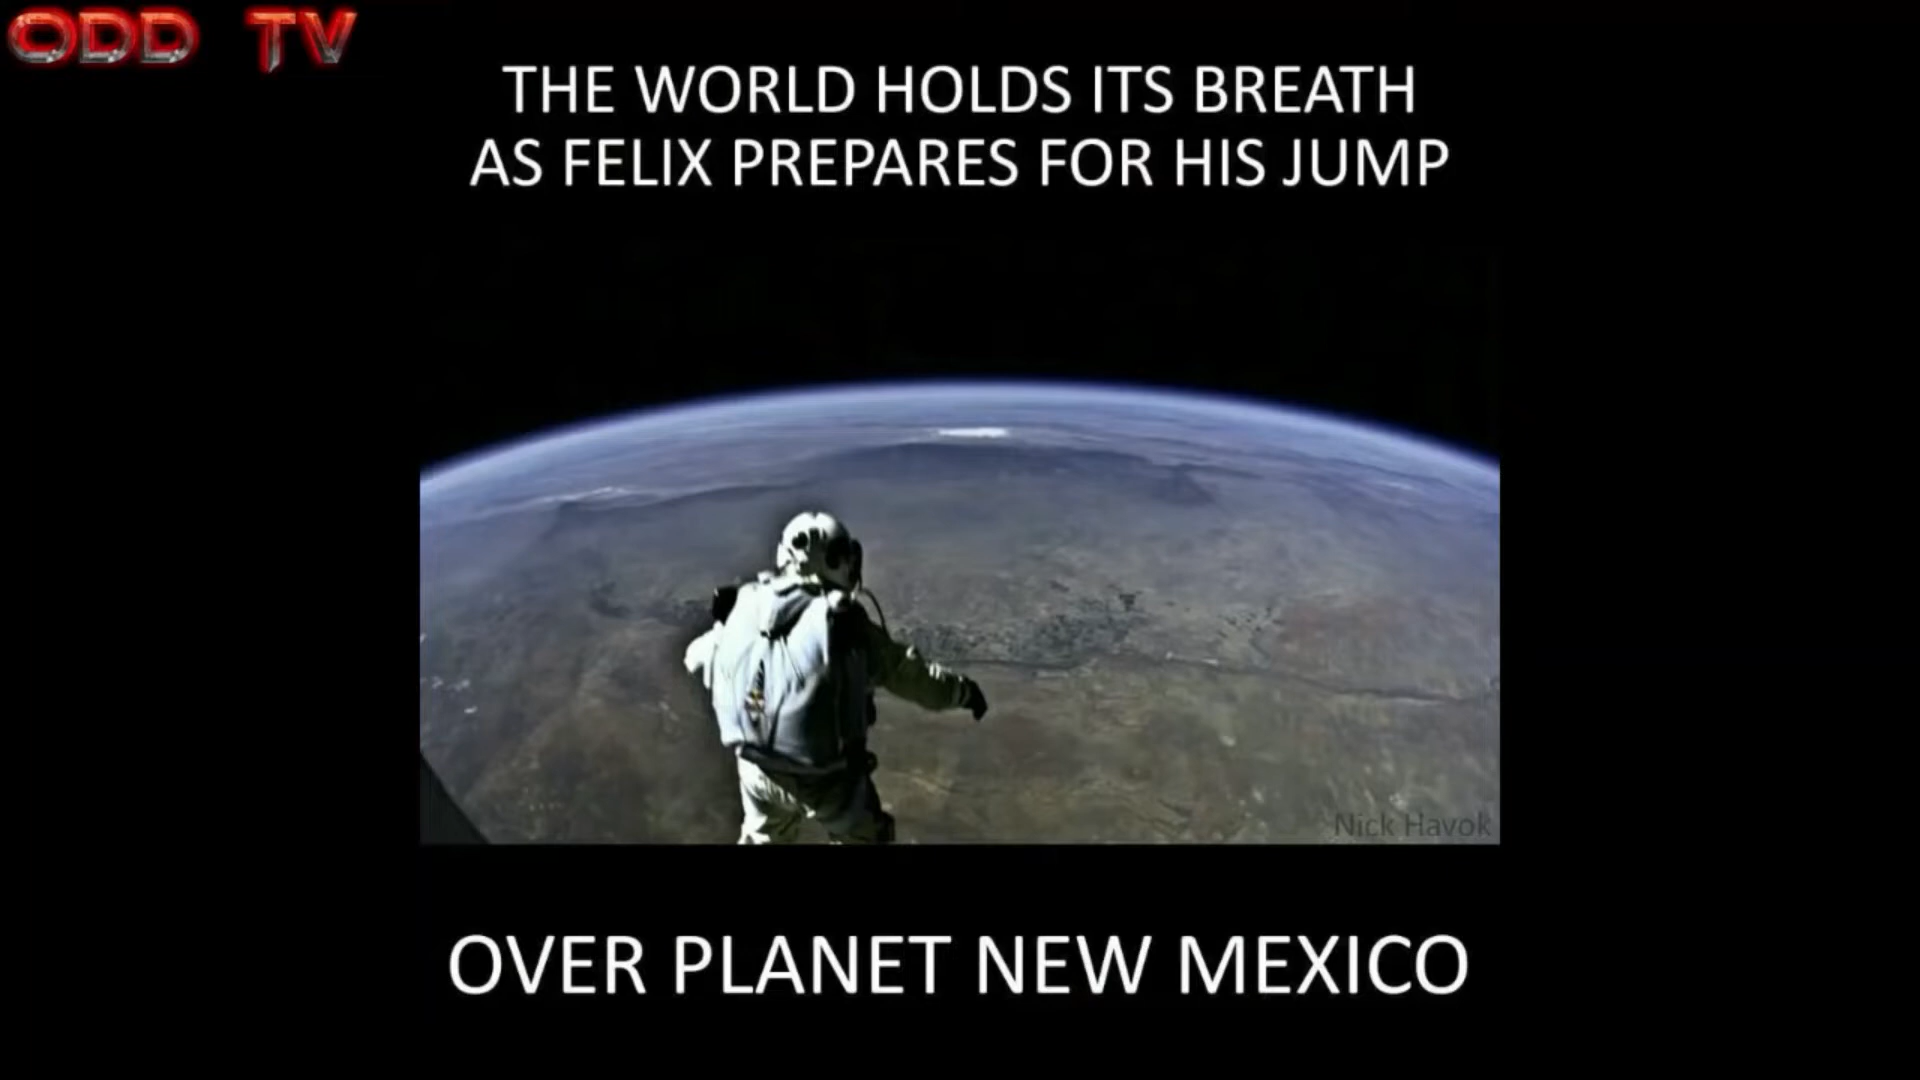 ODD TV
THE WORLD HOLDS ITS BREATH
AS FELIX PREPARES FOR HIS JUMP
Nick Havok
OVER PLANET NEW MEXICO